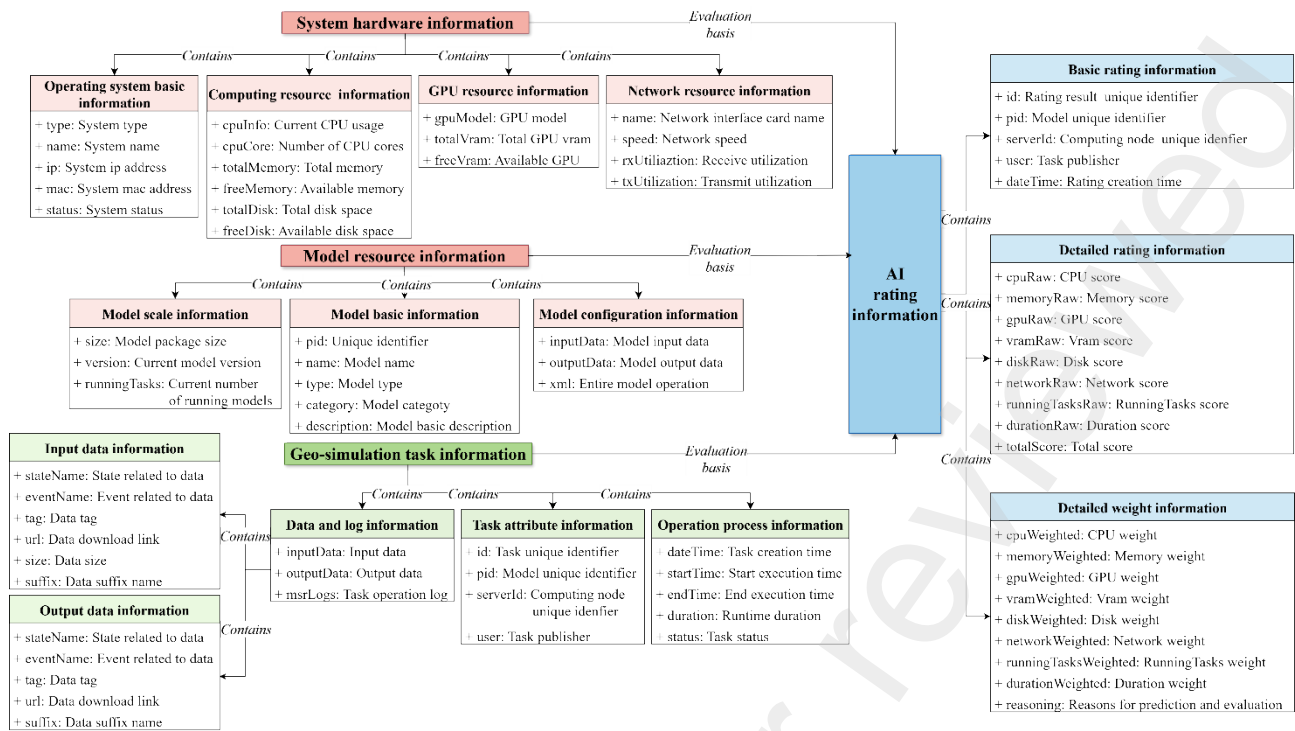 System hardware information
Evaluation
basis
Contains
Contains
Contains
Contains
Operating system basic
information
+ type: System type
+ name: System name
+ ip: System ip address
+ mac: System mac address
+ status: System status
Computing resource information
+ cpuInfo: Current CPU usage
+ cpuCore: Number of CPU cores
+ totalMemory: Total memory
+ freeMemory: Available memory
+ totalDisk: Total disk space
+ freeDisk: Available disk space
GPU resource information
+ gpuModel: GPU model
+ totalVram: Total GPU vram
+ freeVram: Available GPU
Network resource information
+ name: Network interface card name
+ speed: Network speed
+ rxUtiliaztion: Receive utilization
+ txUtilization: Transmit utilization
Model resource information
Evaluation
basis
Contains
Contains
Contains
Model scale information
+ size: Model package size
+ version: Current model version
+ runningTasks: Current number
of running models
Model basic information
+ pid: Unique identifier
+ name: Model name
+ type: Model type
+ category: Model categoty
+ description: Model basic description
Model configuration information
+ inputData: Model input data
+ outputData: Model output data
+ xml: Entire model operation
Geo-simulation task information
Evaluation
basis
Contains
Contains
Contains
Input data information
+ stateName: State related to data
+ eventName: Event related to data
+ tag: Data tag
+ url: Data download link
+ size: Data size
+ suffix: Data suffix name
Contains
Output data information
+ stateName: State related to data
+ eventName: Event related to data
+ tag: Data tag
+ url: Data download link
+ suffix: Data suffix name
Contains
Data and log information
+ inputData: Input data
+ outputData: Output data
+ msrLogs: Task operation log
Task attribute information
+ id: Task unique identifier
+ pid: Model unique identifier
+ serverId: Computing node
unique idenfier
+ user: Task publisher
Operation process information
+ dateTime: Task creation time
+ startTime: Start execution time
+ endTime: End execution time
+ duration: Runtime duration
+ status: Task status
AI
rating
information
Contains
Contains
Contains
Basic rating information
+ id: Rating result unique identifier
+ pid: Model unique identifier
+ serverId: Computing node unique idenfier
+ user: Task publisher
+ dateTime: Rating creation time
Detailed rating information
+ cpuRaw: CPU score
+ memoryRaw: Memory score
+ gpuRaw: GPU score
+ vramRaw: Vram score
+ diskRaw: Disk score
+ networkRaw: Network score
+ runningTasksRaw: RunningTasks score
+ durationRaw: Duration score
+ totalScore: Total score
Detailed weight information
+ cpuWeighted: CPU weight
+ memoryWeighted: Memory weight
+ gpuWeighted: GPU weight
+ vramWeighted: Vram weight
+ diskWeighted: Disk weight
+ networkWeighted: Network weight
+ runningTasksWeighted: RunningTasks weight
+ durationWeighted: Duration weight
+ reasoning: Reasons for prediction and evaluation
reviewed